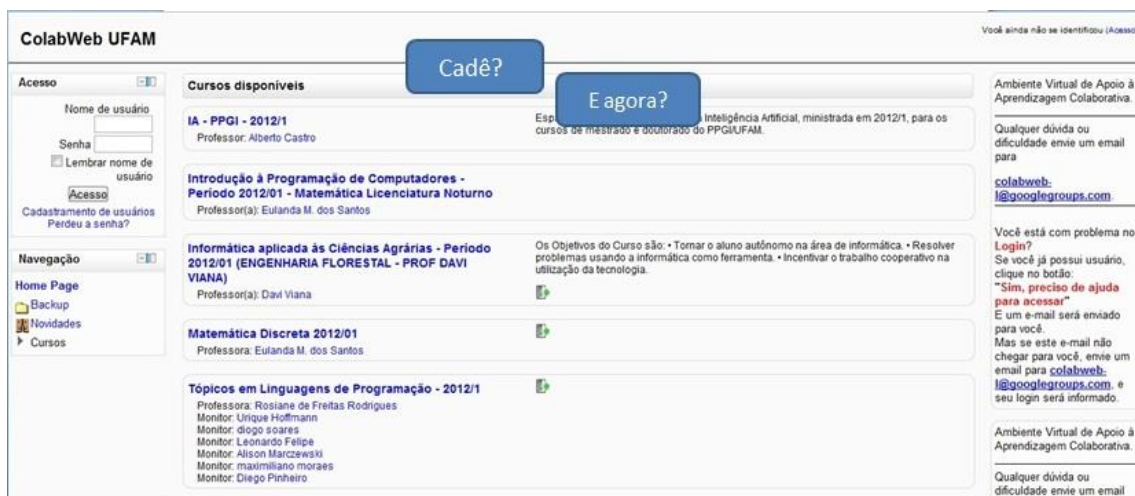 ColabWeb UFAM
Você ainda não se identificou (Acesso
Cadê?
E agora?
Acesso
Nome de usuário
Senha
Lembrar nome de
usuário
Acesso
Cadastramento de usuários
Perdeu a senha?
Navegação
Home Page
Backup
Novidades
Cursos
Cursos disponíveis
IA - PPGI - 2012/1
Professor: Alberto Castro
Inteligência Artificial, ministrada em 2012/1, para os
cursos de mestrado e doutorado do PPGI/UFAM.
Introdução à Programação de Computadores -
Período 2012/01 - Matemática Licenciatura Noturno
Professor(a): Eulanda M. dos Santos
Informática aplicada às Ciências Agrárias - Período
2012/01 (ENGENHARIA FLORESTAL - PROF DAVI
VIANA)
Professor(a): Davi Viana
Os Objetivos do Curso são: • Tornar o aluno autônomo na área de informática. • Resolver
problemas usando a informática como ferramenta. • Incentivar o trabalho cooperativo na
utilização da tecnologia.
Matemática Discreta 2012/01
Professora: Eulanda M. dos Santos
Tópicos em Linguagens de Programação - 2012/1
Professora: Rosiane de Freitas Rodrigues
Monitor: Urique Hoffmann
Monitor: diogo soares
Monitor: Leonardo Felipe
Monitor: Alison Marczewski
Monitor: maximiliano moraes
Monitor: Diego Pinheiro
Ambiente Virtual de Apoio à
Aprendizagem Colaborativa.
Qualquer dúvida ou
dificuldade envie um email
para
colabweb-
l@googlegroups.com.
Você está com problema no
Login?
Se você já possui usuário,
clique no botão:
"Sim, preciso de ajuda
para acessar"
E um e-mail será enviado
para você.
Mas se este e-mail não
chegar para você, envie um
email para colabweb-
l@googlegroups.com, e
seu login será informado.
Ambiente Virtual de Apoio à
Aprendizagem Colaborativa.
Qualquer dúvida ou
dificuldade envie um email